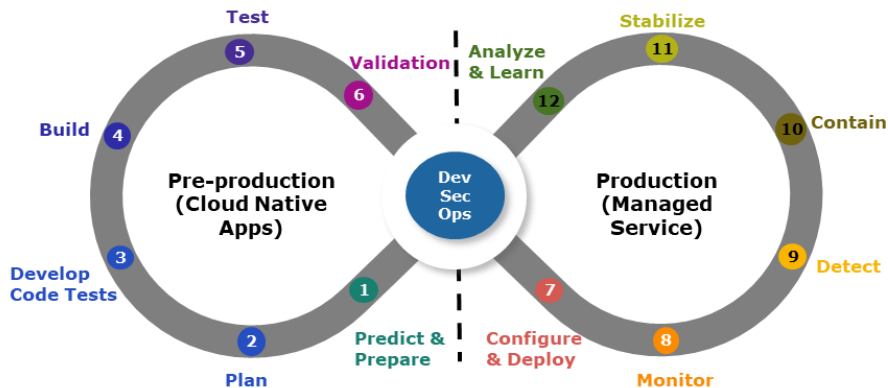 Test
5
Validation
6
Build
4
Pre-production
(Cloud Native
Apps)
3
Develop
Code Tests
2
Plan
1
Predict &
Prepare
Dev
Sec
Ops
Analyze
& Learn
12
Stabilize
11
10
Contain
Production
(Managed
Service)
9
Detect
8
Monitor
7
Configure
& Deploy